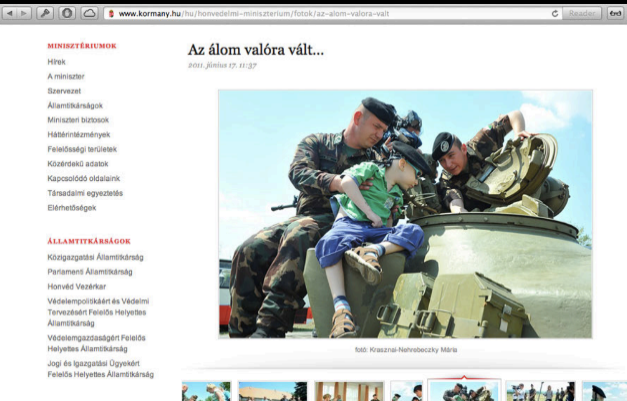 www.kormany.hu/hu/honvedelmi-miniszterium/fotok/az-alom-valora-valt
Reader
MINISZTÉRIUMOK
Hírek
A miniszter
Szervezet
Államtitkárságok
Miniszteri biztosok
Háttérintézmények
Felelősségi területek
Közérdekű adatok
Kapcsolódó oldalaink
Társadalmi egyeztetés
Elérhetőségek
ÁLLAMTITKÁRSÁGOK
Közigazgatási Államtitkárság
Parlamenti Államtitkárság
Honvéd Vezérkar
Védelempolitikáért és Védelmi
Tervezésért Felelős Helyettes
Államtitkárság
Védelemgazdaságért Felelős
Helyettes Államtitkárság
Jogi és Igazgatási Ügyekért
Felelős Helyettes Államtitkárság
Az álom valóra vált...
2011. június 17. 11:37
fotó: Krasznai-Nehrebeczky Mária